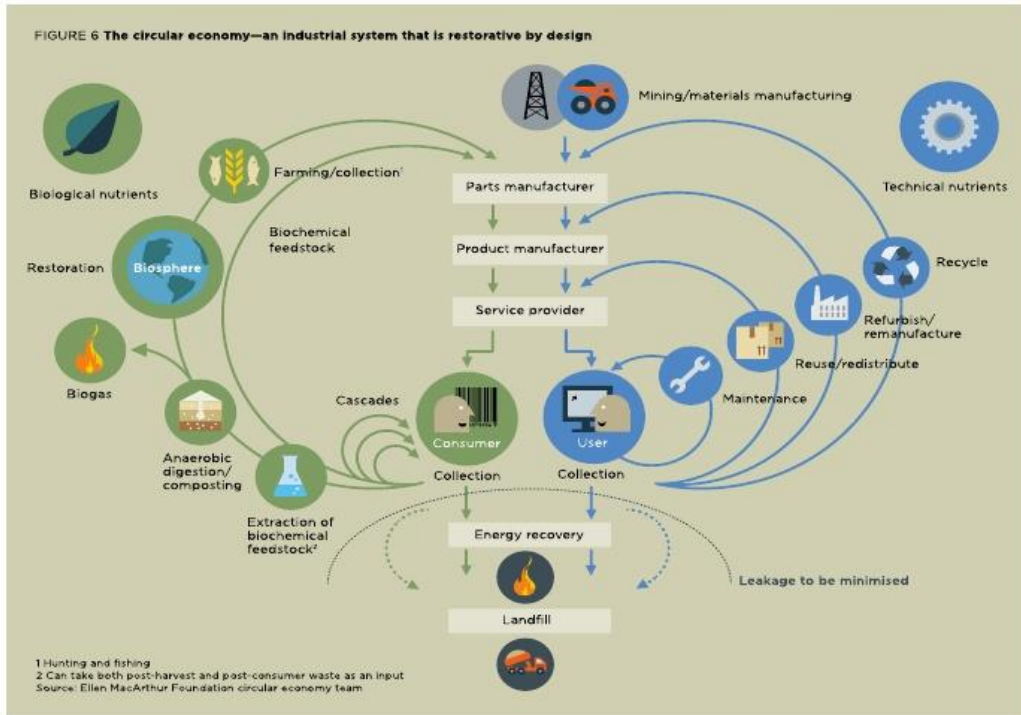 FIGURE 6 The circular economy—an industrial system that is restorative by design
Mining/materials manufacturing
Biological nutrients
Technical nutrients
Farming/collection¹
Parts manufacturer
Biochemical
feedstock
Product manufacturer
Restoration
Biosphere
Recycle
Service provider
Refurbish/
remanufacture
Reuse/redistribute
Biogas
Cascades
Maintenance
Consumer
User
Anaerobic
digestion/
composting
Collection
Collection
Extraction of
biochemical
feedstock²
Energy recovery
Leakage to be minimised
Landfill
1 Hunting and fishing
2 Can take both post-harvest and post-consumer waste as an input
Source: Ellen MacArthur Foundation circular economy team